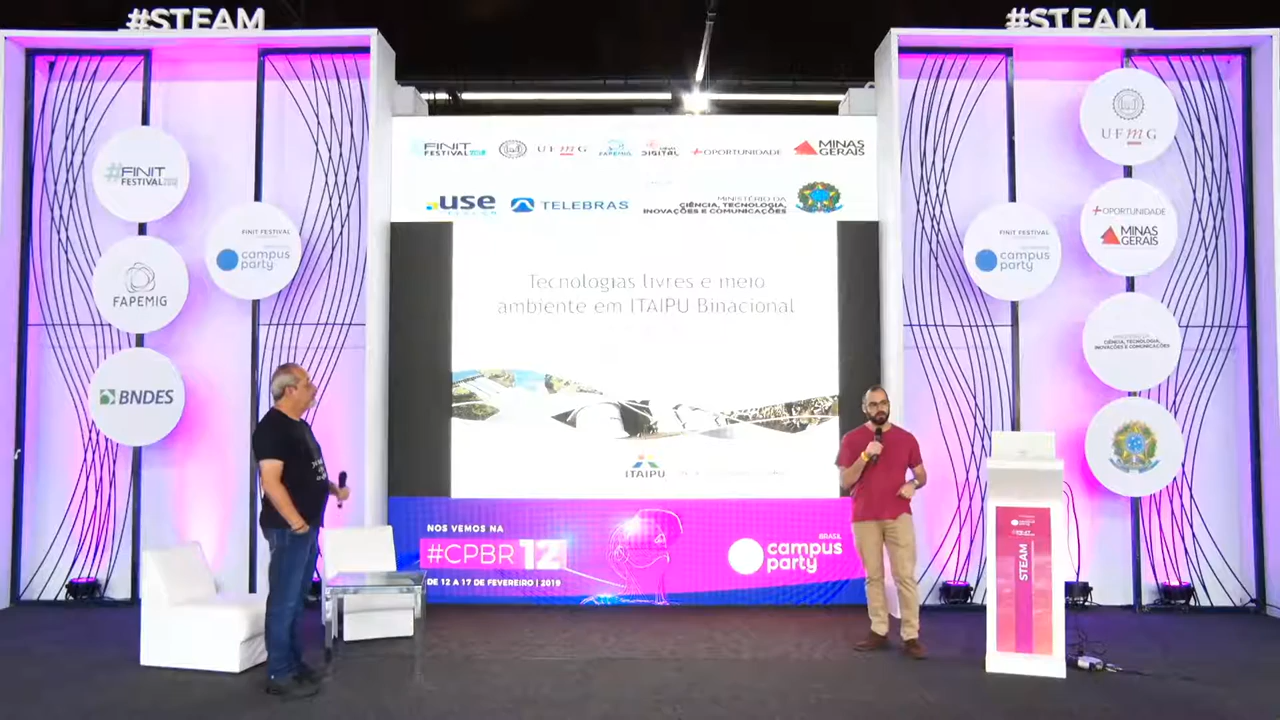 #STEAM
#STEAM
#FINIT
FESTIVAL
FAPEMIG
BNDES
FINIT FESTIVAL
campus
party
FINIT
FESTIVAL
UFMG
FAPEMIG
DIGITAL
+OPORTUNIDADE
MINAS
GERAIS
use
TELEBRAS
MINISTÉRIO DA
CIÊNCIA, TECNOLOGIA,
INOVAÇÕES E COMUNICAÇÕES
Tecnologias livres e meio
ambiente em ITAIPU Binacional
ITAIPU
NOS VEMOS NA
#CPBR12
DE 12 A 17 DE FEVEREIRO | 2019
BRASIL
campus
party
FINIT FESTIVAL
campus
party
UFMG
+OPORTUNIDADE
MINAS
GERAIS
CIÊNCIA, TECNOLOGIA,
INOVAÇÕES E COMUNICAÇÕES
STEAM